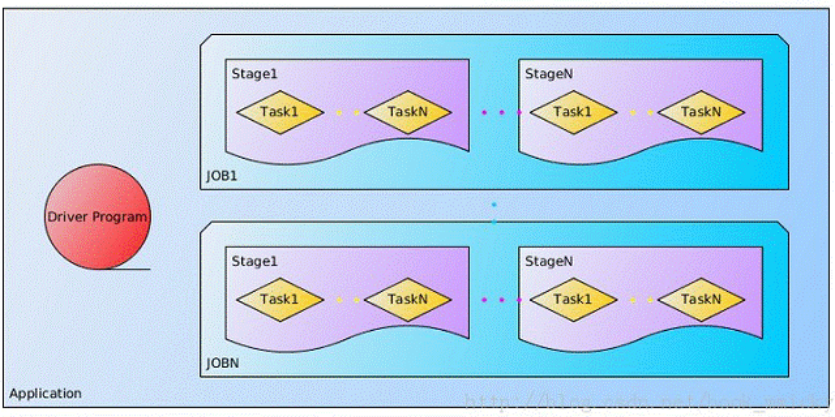 Stage1
StageN
Task1
TaskN
Task1
TaskN
JOB1
Driver Program
Stage1
StageN
Task1
TaskN
Task1
TaskN
JOBN
Application